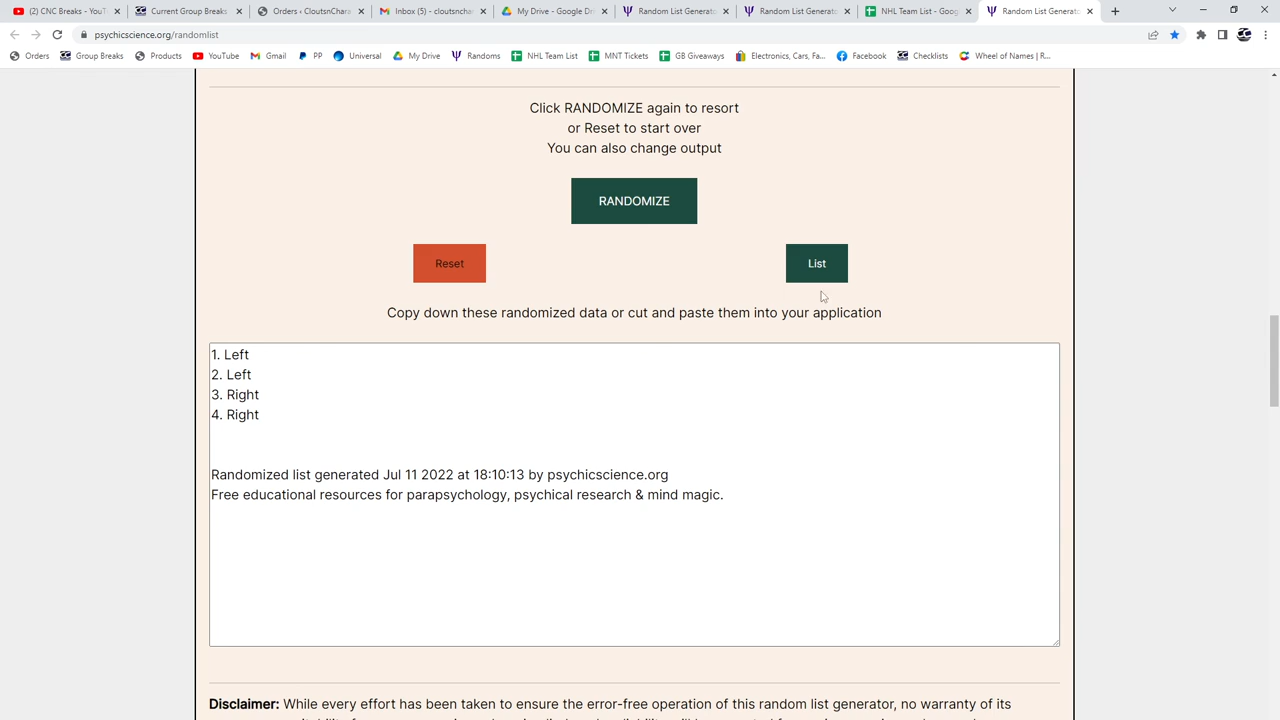 (2) CNC Breaks - YouT
Current Group Breaks
Orders ‹ CloutsnChara
Inbox (5) - cloutsnchar
My Drive - Google Dri
Random List Generato
Random List Generato
NHL Team List - Goog
Random List Generato
psychicscience.org/randomlist
Orders
Group Breaks
Products
YouTube
Gmail
PP
Universal
My Drive
Randoms
NHL Team List
MNT Tickets
GB Giveaways
Electronics, Cars, Fa...
Facebook
Checklists
Wheel of Names | R...
Click RANDOMIZE again to resort
or Reset to start over
You can also change output
RANDOMIZE
Reset
List
Copy down these randomized data or cut and paste them into your application
1. Left
2. Left
3. Right
4. Right
Randomized list generated Jul 11 2022 at 18:10:13 by psychicscience.org
Free educational resources for parapsychology, psychical research & mind magic.
Disclaimer: While every effort has been taken to ensure the error-free operation of this random list generator, no warranty of its